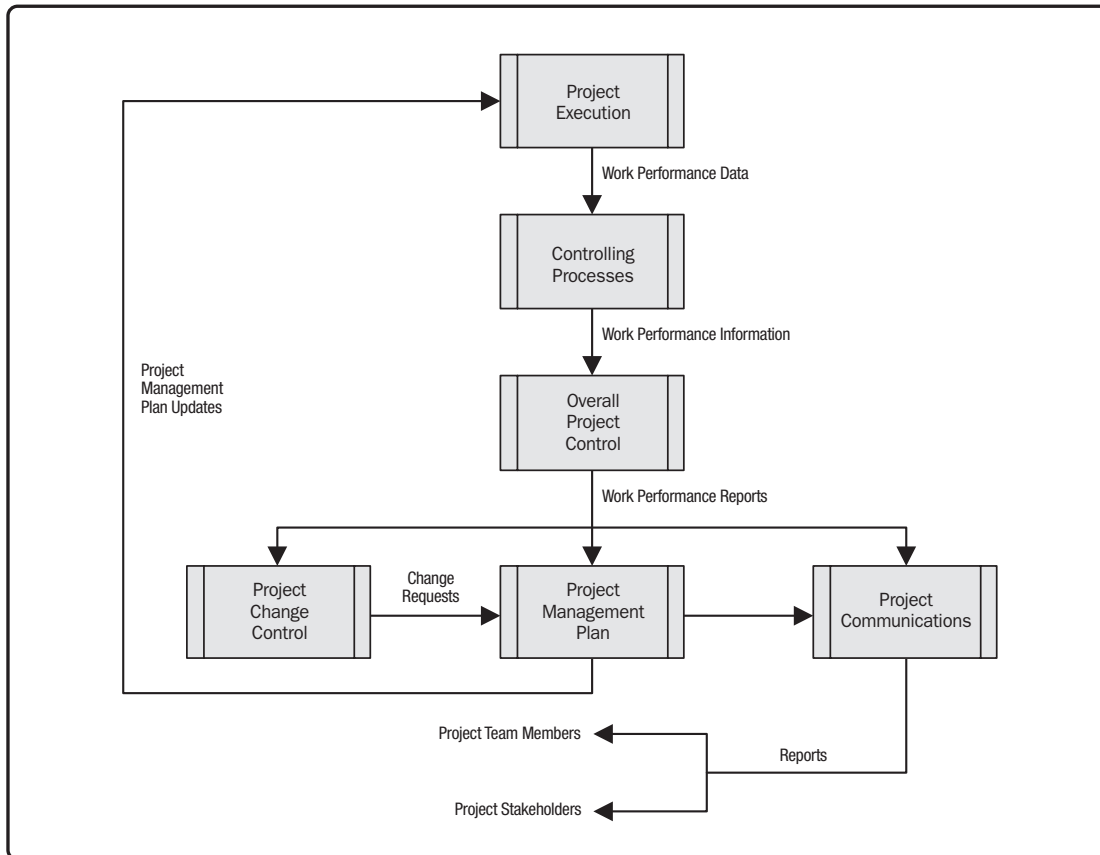 Project
Execution
Work Performance Data
Controlling
Processes
Work Performance Information
Project
Management
Plan Updates
Overall
Project
Control
Work Performance Reports
Project
Change
Control
Change
Requests
Project
Management
Plan
Project
Communications
Project Team Members
Reports
Project Stakeholders